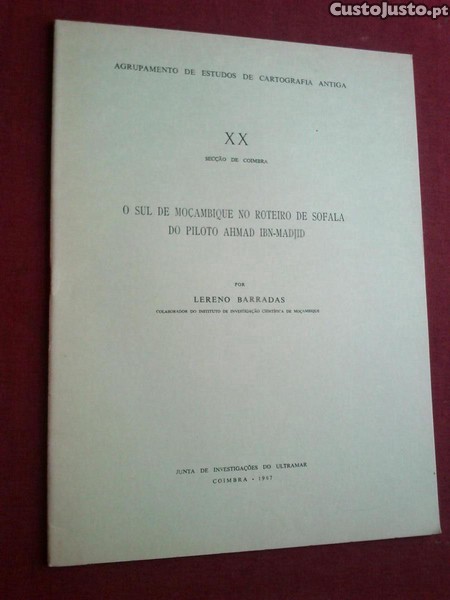 CustoJusto.pt
AGRUPAMENTO DE ESTUDOS DE CARTOGRAFIA ANTIGA
XX
SECÇÃO DE COIMBRA
O SUL DE MOÇAMBIQUE NO ROTEIRO DE SOFALA
DO PILOTO AHMAD IBN-MADJID
POR
LERENO BARRADAS
COLABORADOR DO INSTITUTO DE INVESTIGAÇÃO CIENTÍFICA DE MOÇAMBIQUE
JUNTA DE INVESTIGAÇÕES DO ULTRAMAR
COIMBRA - 1967